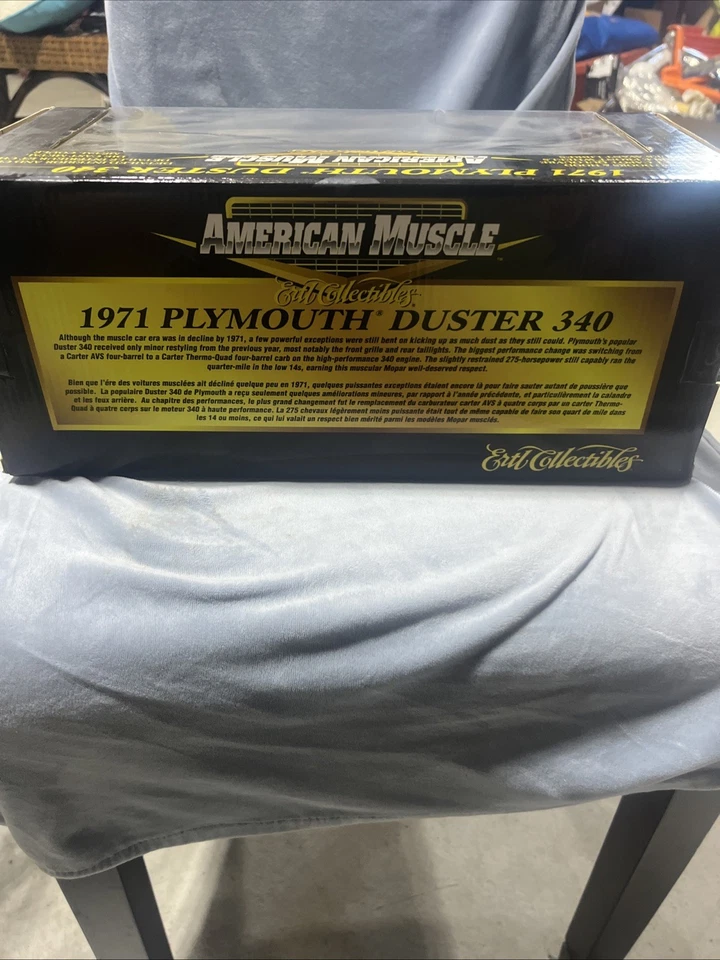 AMERICAN MUSCLE
1971 PLYMOUTH® DUSTER 340
AMERICAN MUSCLE
Ertl Collectibles
1971 PLYMOUTH® DUSTER 340
Although the muscle car era was in decline by 1971, a few powerful exceptions were still bent on kicking up as much dust as they still could. Plymouth's popular
Duster 340 received only minor restyling from the previous year, most notably the front grille and rear taillights. The biggest performance change was switching from
a Carter AVS four-barrel to a Carter Thermo-Quad four-barrel carb on the high-performance 340 engine. The slightly restrained 275-horsepower still capably ran the
quarter-mile in the low 14s, earning this muscular Mopar well-deserved respect.
Bien que l'ère des voitures musclées ait décliné quelque peu en 1971, quelques puissantes exceptions étaient encore là pour faire sauter autant de poussière que
possible. La populaire Duster 340 de Plymouth a reçu seulement quelques améliorations mineures, par rapport à l'année précédente, et particulièrement la calandre
et les feux arrière. Au chapitre des performances, le plus grand changement fut le remplacement du carburateur carter AVS à quatre corps par un carter Thermo-
Quad à quatre corps sur le moteur 340 à haute performance. La 275 chevaux légèrement moins puissante était tout de même capable de faire son quart de mile dans
les 14 ou moins, ce qui lui valait un respect bien mérité parmi les modèles Mopar musclés.
Ertl Collectibles